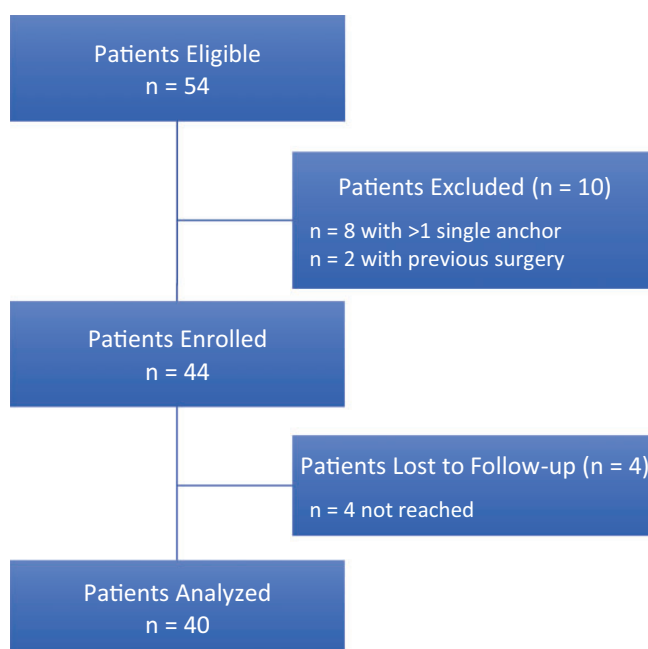 Patients Eligible
n = 54
Patients Excluded (n = 10)
n = 8 with >1 single anchor
n = 2 with previous surgery
Patients Enrolled
n = 44
Patients Lost to Follow-up (n = 4)
n = 4 not reached
Patients Analyzed
n = 40